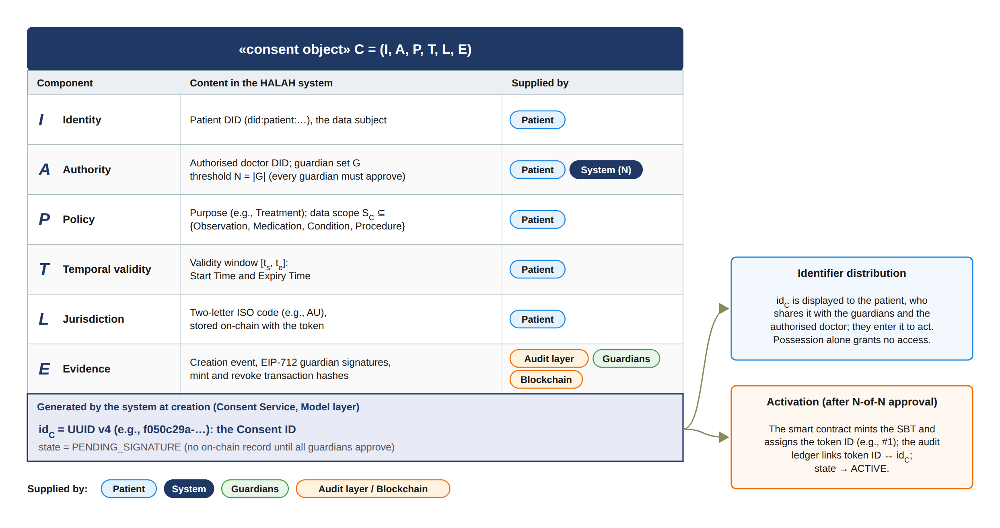 «consent object» C = (I, A, P, T, L, E)
Component Content in the HALAH system Supplied by
I Identity Patient DID (did:patient:…), the data subject Patient
A Authority Authorised doctor DID; guardian set G
threshold N = |G| (every guardian must approve) Patient System (N)
P Policy Purpose (e.g., Treatment); data scope S_C ⊆
{Observation, Medication, Condition, Procedure} Patient
T Temporal validity Validity window [t_s, t_e]:
Start Time and Expiry Time Patient
L Jurisdiction Two-letter ISO code (e.g., AU),
stored on-chain with the token Patient
E Evidence Creation event, EIP-712 guardian signatures,
mint and revoke transaction hashes Audit layer Guardians
Blockchain
Generated by the system at creation (Consent Service, Model layer)
id_C = UUID v4 (e.g., f050c29a-…): the Consent ID
state = PENDING_SIGNATURE (no on-chain record until all guardians approve)
Supplied by: Patient System Guardians Audit layer / Blockchain
Identifier distribution
id_C is displayed to the patient, who
shares it with the guardians and the
authorised doctor; they enter it to act.
Possession alone grants no access.
Activation (after N-of-N approval)
The smart contract mints the SBT and
assigns the token ID (e.g., #1); the audit
ledger links token ID ↔ id_C;
state → ACTIVE.